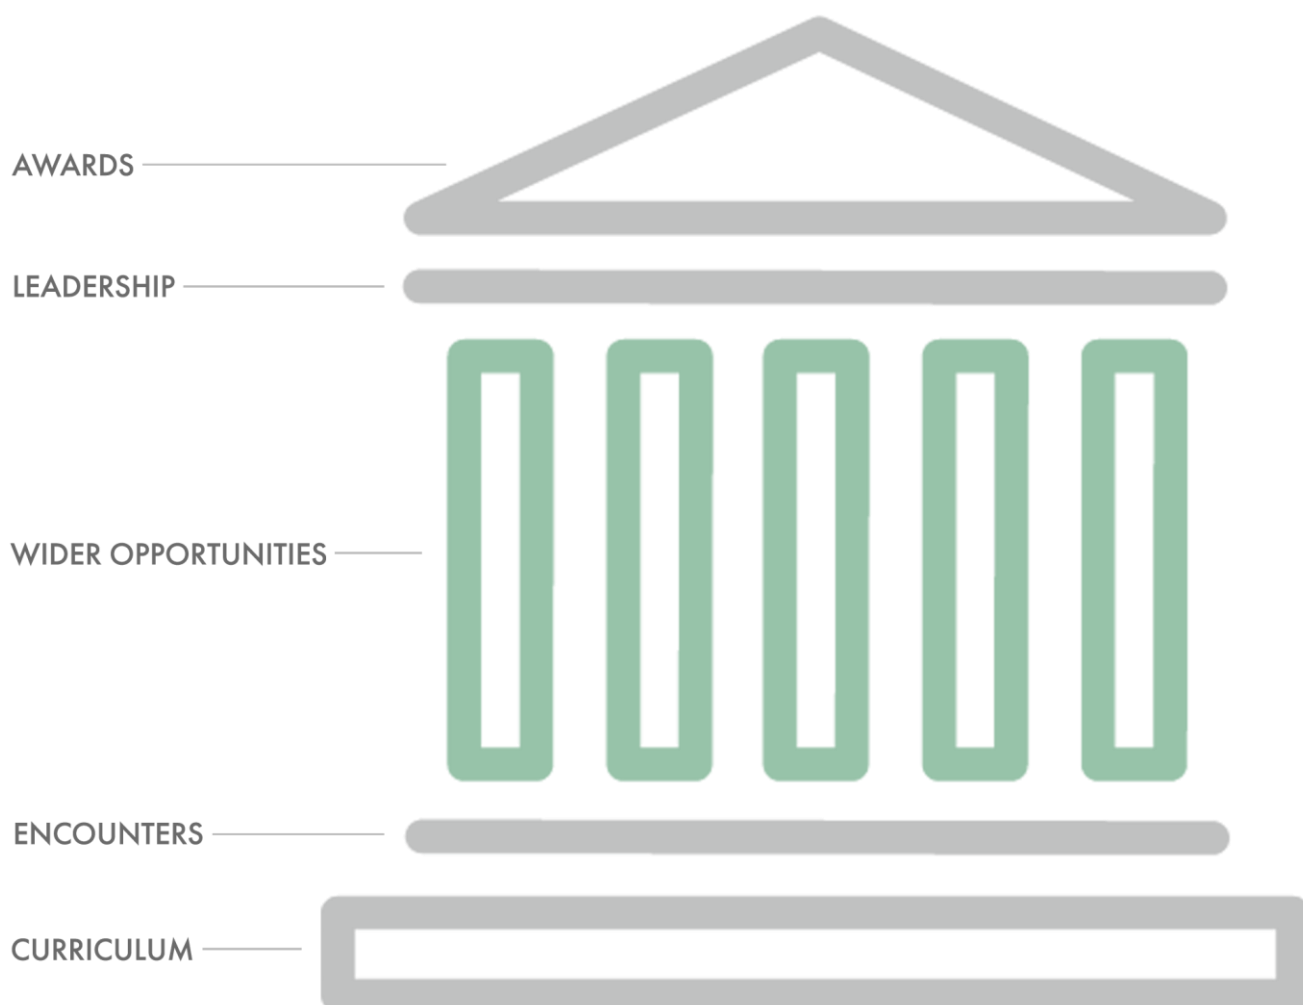 AWARDS
LEADERSHIP
WIDER OPPORTUNITIES
ENCOUNTERS
CURRICULUM